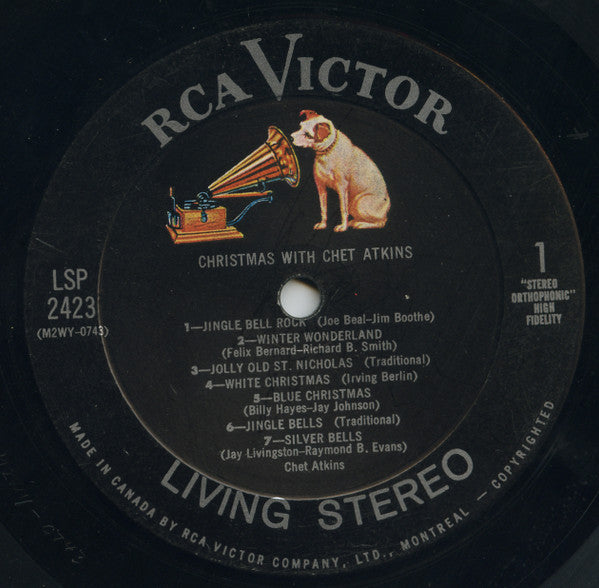 RCA VICTOR
CHRISTMAS WITH CHET ATKINS
LSP
2423
(M2WY-0743)
1
"STEREO
ORTHOPHONIC"
HIGH
FIDELITY
1—JINGLE BELL ROCK (Joe Beal-Jim Boothe)
2—WINTER WONDERLAND
(Felix Bernard-Richard B. Smith)
3—JOLLY OLD ST. NICHOLAS (Traditional)
4—WHITE CHRISTMAS (Irving Berlin)
5—BLUE CHRISTMAS
(Billy Hayes-Jay Johnson)
6—JINGLE BELLS (Traditional)
7—SILVER BELLS
(Jay Livingston-Raymond B. Evans)
Chet Atkins
LIVING STEREO
MADE IN CANADA BY RCA VICTOR COMPANY, LTD., MONTREAL — COPYRIGHTED